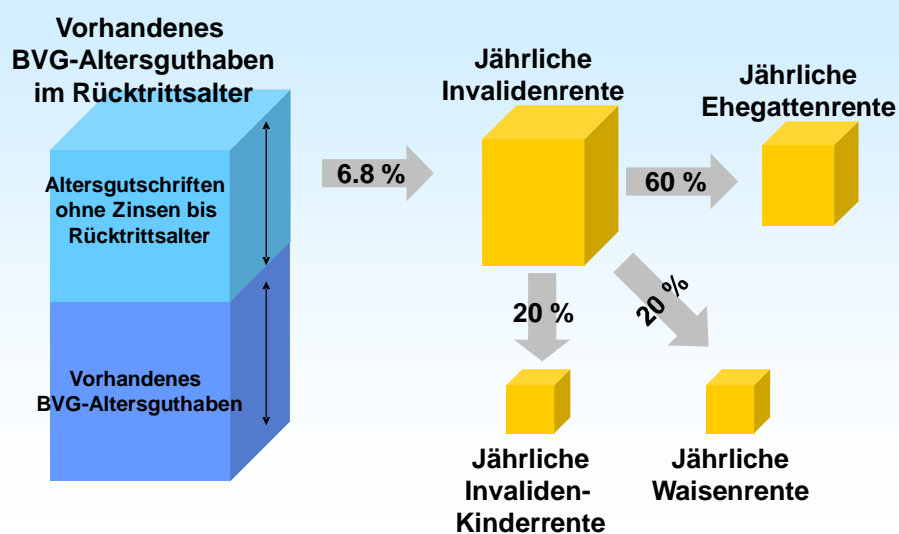 Vorhandenes
BVG-Altersguthaben
im Rücktrittsalter
Altersgutschriften
ohne Zinsen bis
Rücktrittsalter
Vorhandenes
BVG-Altersguthaben
6.8 %
Jährliche
Invalidenrente
60 %
Jährliche
Ehegattenrente
20 %
20 %
Jährliche
Invaliden-
Kinderrente
Jährliche
Waisenrente